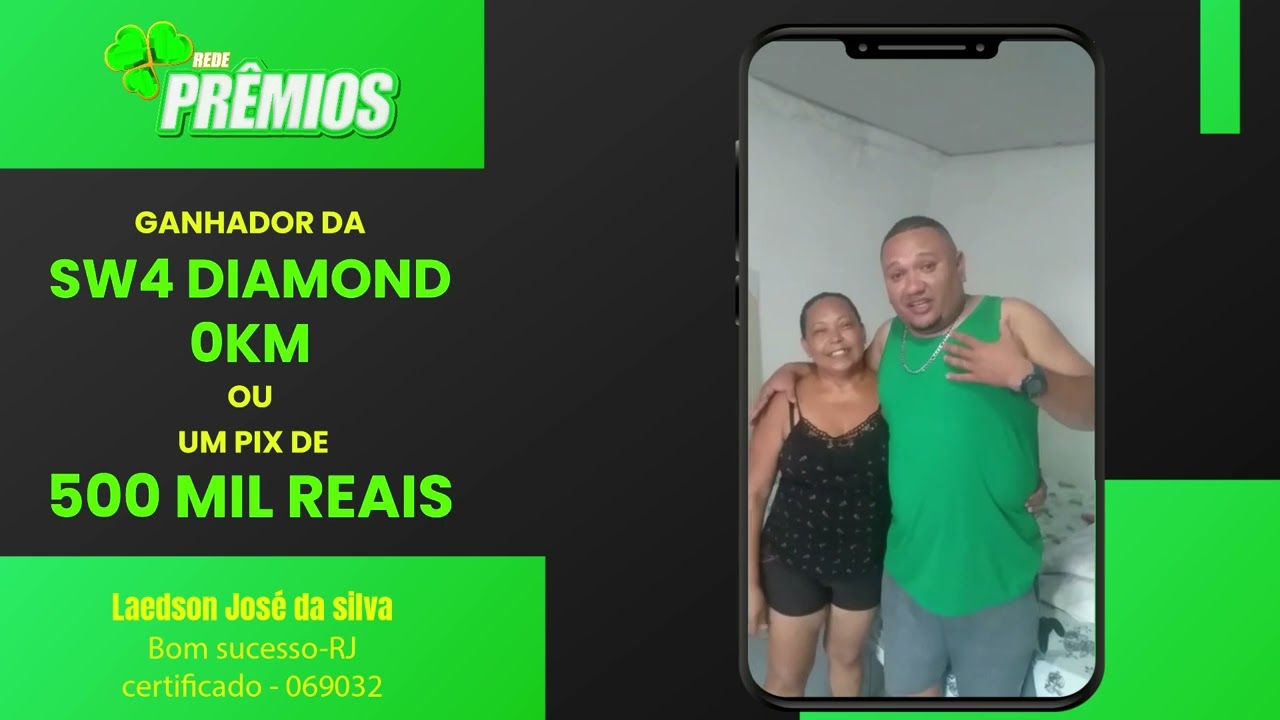 REDE
PRÊMIOS
GANHADOR DA
SW4 DIAMOND
0KM
OU
UM PIX DE
500 MIL REAIS
Laedson José da silva
Bom sucesso-RJ
certificado - 069032